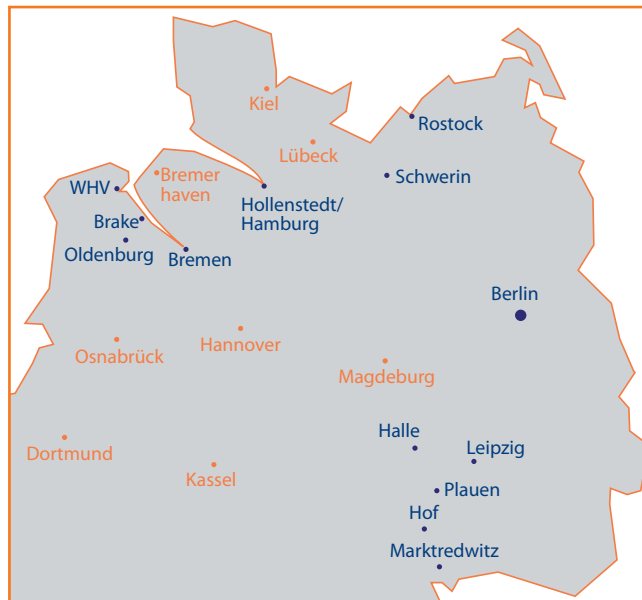 Kiel
Rostock
Lübeck
Bremer
haven
Schwerin
WHV
Hollenstedt/
Hamburg
Brake
Oldenburg
Bremen
Berlin
Hannover
Osnabrück
Magdeburg
Halle
Leipzig
Dortmund
Kassel
Plauen
Hof
Marktredwitz